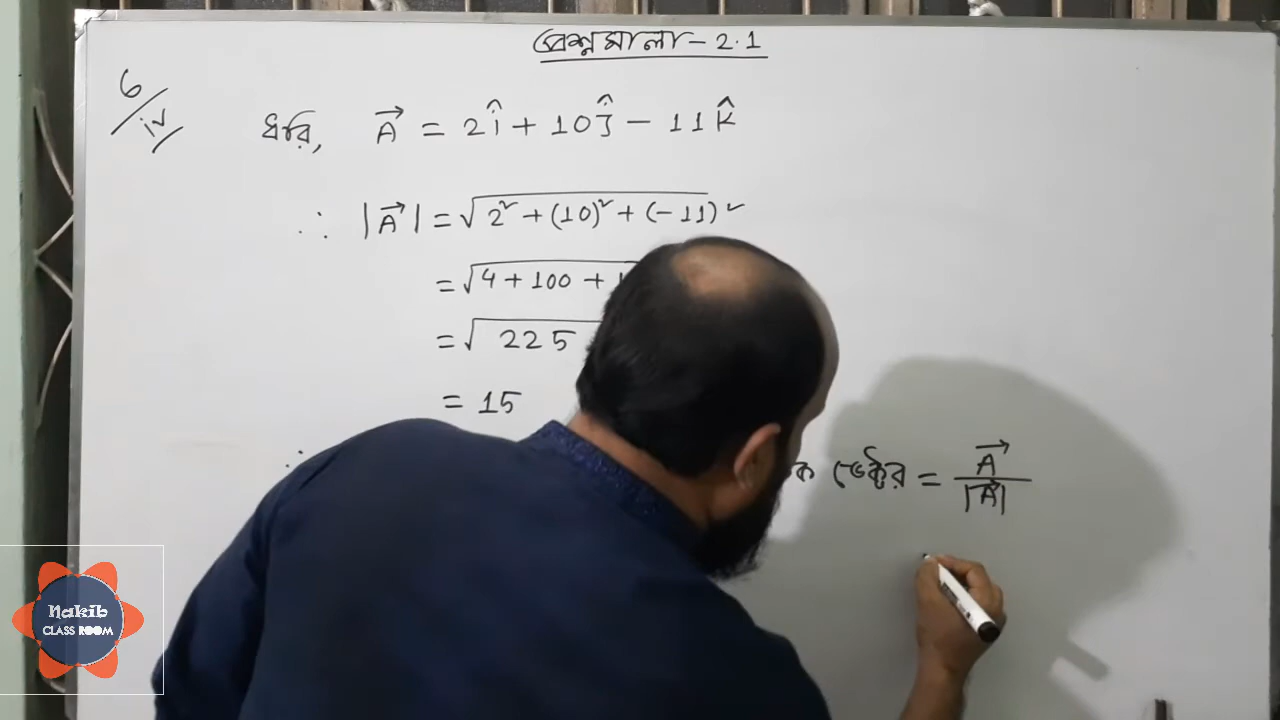 প্রশ্নমালা - 2.1
6/iv
ধরি, A⃗ = 2î + 10ĵ - 11k̂
∴ |A⃗| = √2² + (10)² + (-11)²
= √4 + 100 +
= √225
= 15
∴ ভেক্টর = A⃗/|A⃗|
Nakib
CLASS ROOM